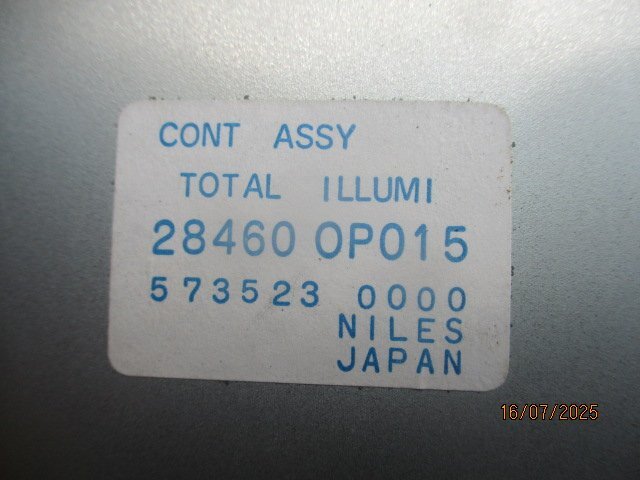 CONT ASSY
TOTAL ILLUMI
28460 0P015
573523 0000
NILES
JAPAN
16/07/2025